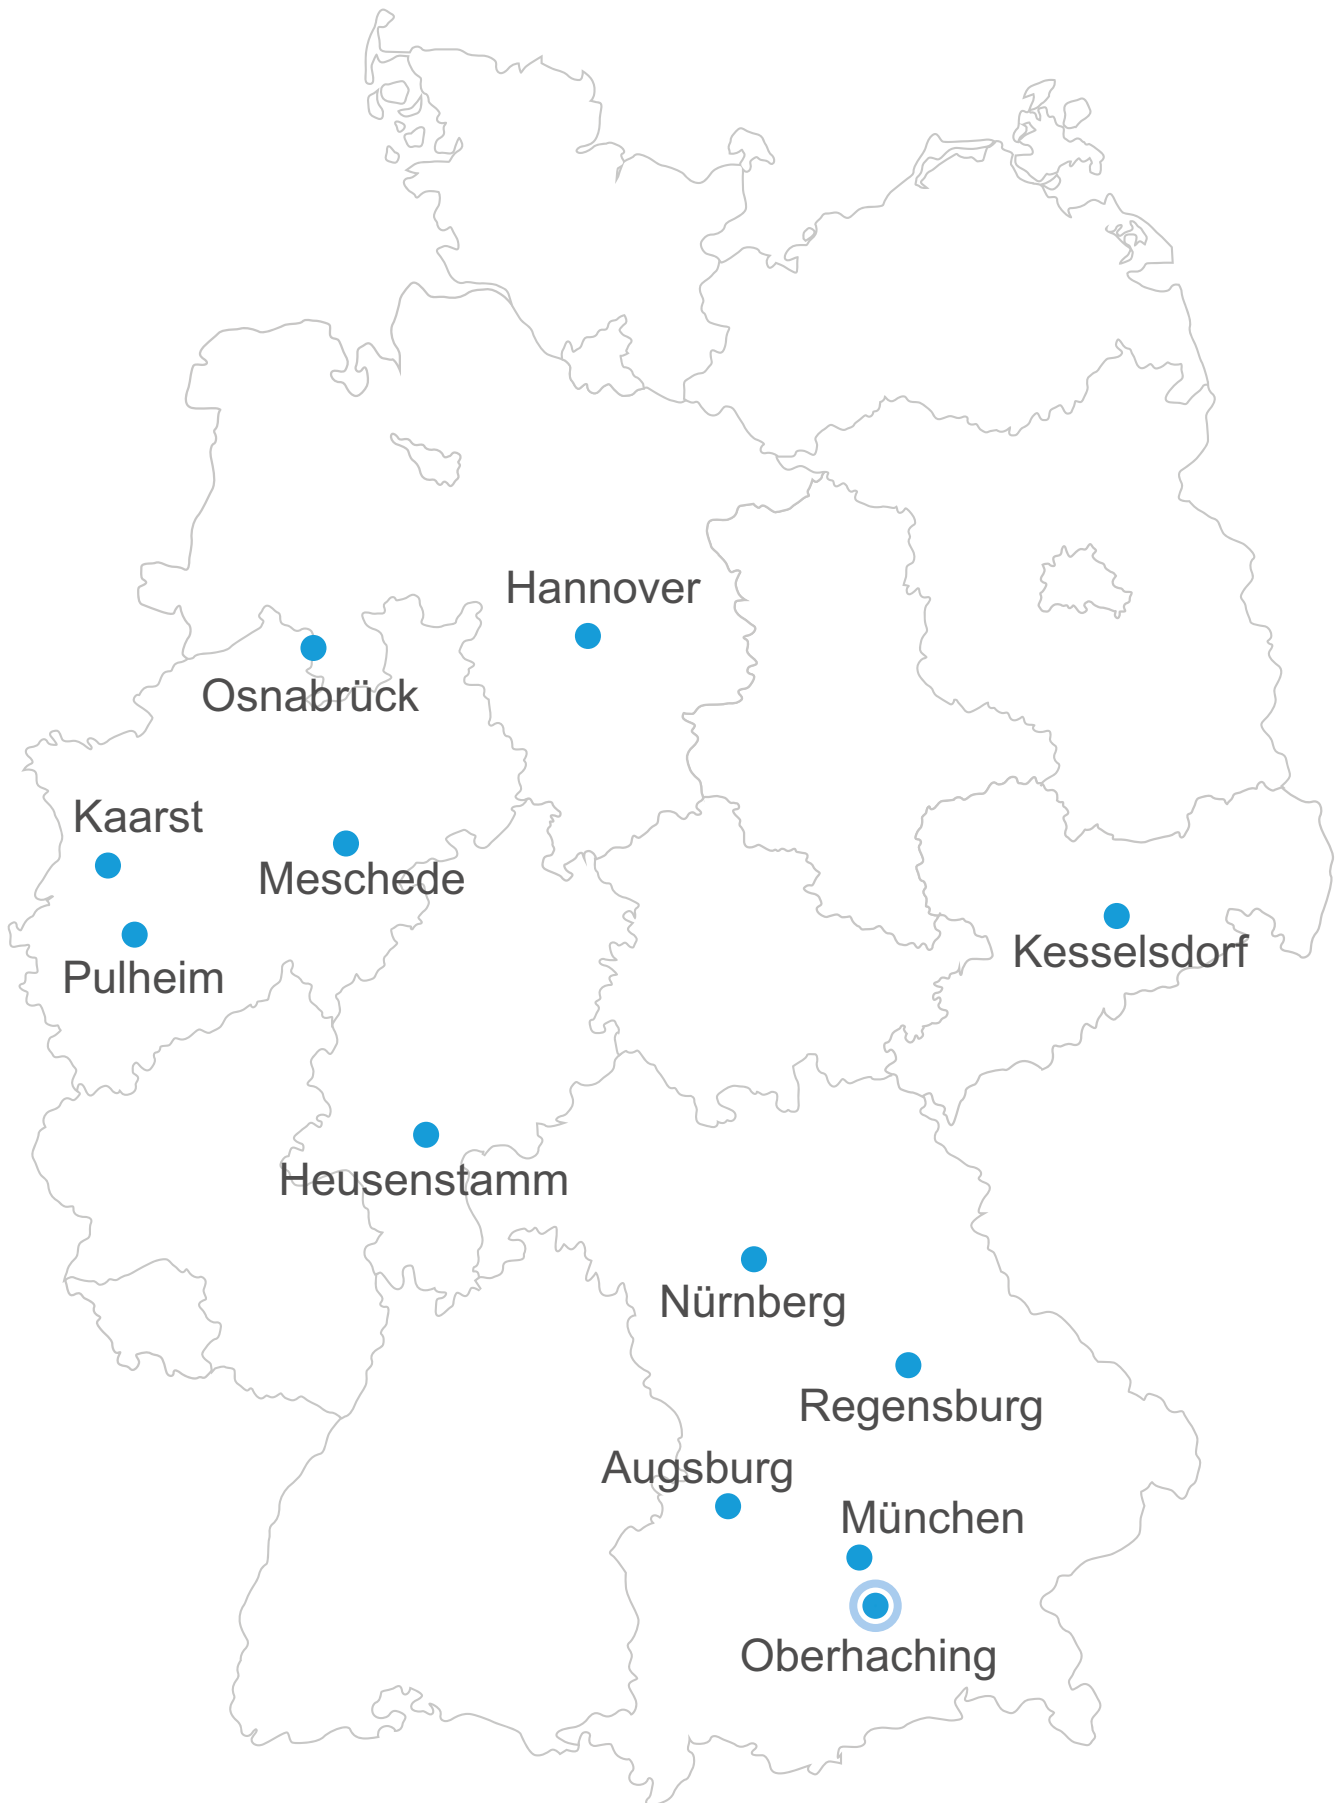 Hannover
Osnabrück
Kaarst
Meschede
Kesselsdorf
Pulheim
Heusenstamm
Nürnberg
Regensburg
Augsburg
München
Oberhaching